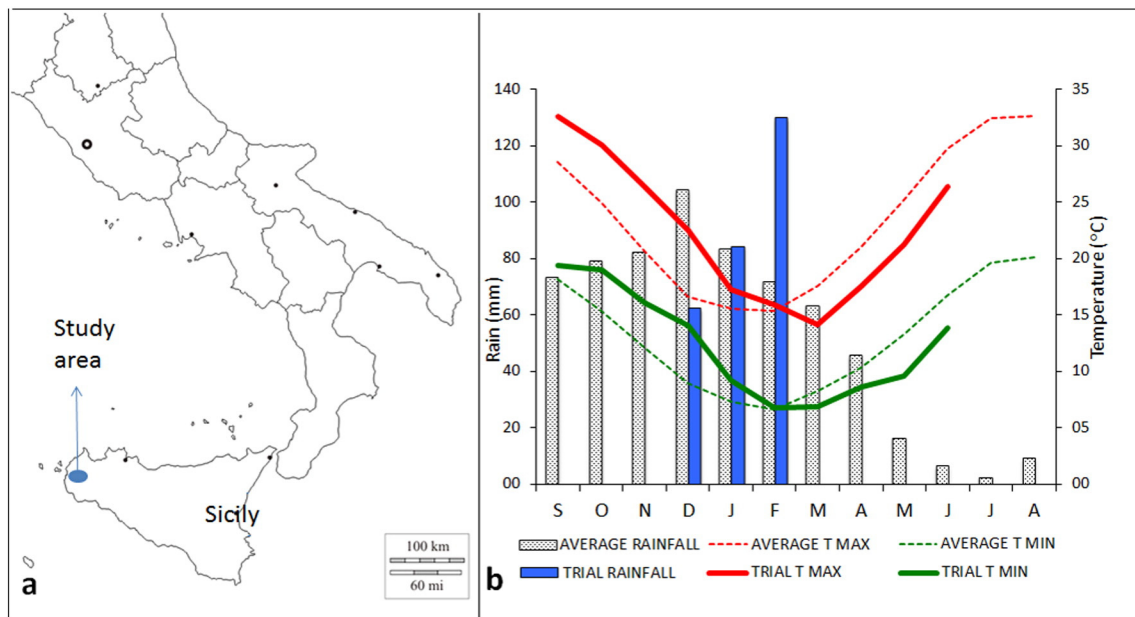 Study
area
Sicily
100 km
60 mi
a
140
120
100
80
60
40
20
00
Rain (mm)
35
30
25
20
15
10
05
00
Temperature (°C)
S O N D J F M A M J J A
AVERAGE RAINFALL AVERAGE T MAX AVERAGE T MIN
TRIAL RAINFALL TRIAL T MAX TRIAL T MIN
b